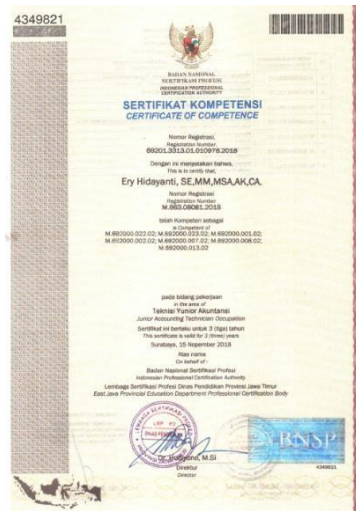 4349821
BADAN NASIONAL
SERTIFIKASI PROFESI
INDONESIAN PROFESSIONAL
CERTIFICATION AUTHORITY
SERTIFIKAT KOMPETENSI
CERTIFICATE OF COMPETENCE
Nomor Registrasi,
Registration Number
69201.3313.01.010976.2018
Dengan ini menyatakan bahwa,
This is to certify that,
Ery Hidayanti, SE,MM,MSA,AK,CA.
Nomor Registrasi
Registration Number
M.663.09081.2018
telah Kompeten sebagai
is Competent of
M.692000.022.02; M.692000.023.02; M.692000.001.02;
M.692000.002.02; M.692000.007.02; M.692000.008.02;
M.692000.013.02
pada bidang pekerjaan
in the area of
Teknisi Yunior Akuntansi
Junior Accounting Technician Occupation
Sertifikat ini berlaku untuk 3 (tiga) tahun
This certificate is valid for 3 (three) years
Surabaya, 15 Nopember 2018
Atas nama
On behalf of :
Badan Nasional Sertifikasi Profesi
Indonesian Professional Certification Authority
Lembaga Sertifikasi Profesi Dinas Pendidikan Provinsi Jawa Timur
East Java Provincial Education Department Professional Certification Body
BNSP
M.Si
Direktur
Director
4349821